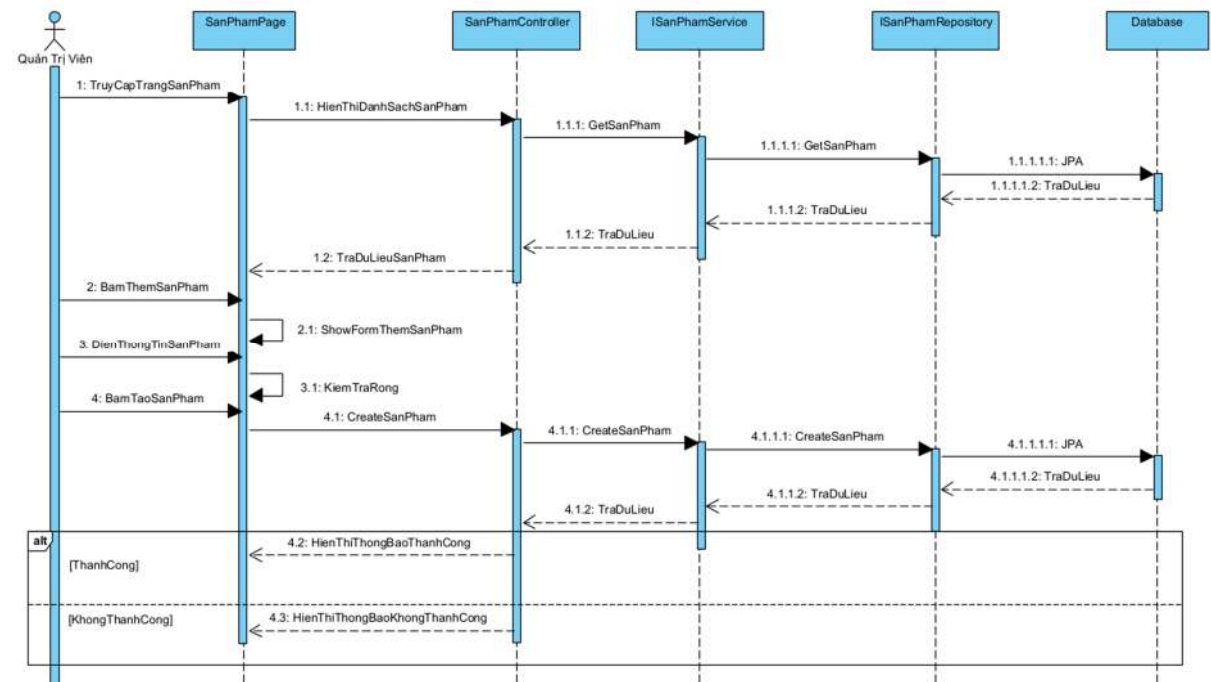 SanPhamPage
SanPhamController
ISanPhamService
ISanPhamRepository
Database
Quản Trị Viên
1: TruyCapTrangSanPham
1.1: HienThiDanhSachSanPham
1.1.1: GetSanPham
1.1.1.1: GetSanPham
1.1.1.1.1: JPA
1.1.1.1.2: TraDuLieu
1.1.1.2: TraDuLieu
1.1.2: TraDuLieu
1.2: TraDuLieuSanPham
2: BamThemSanPham
2.1: ShowFormThemSanPham
3: DienThongTinSanPham
3.1: KiemTraRong
4: BamTaoSanPham
4.1: CreateSanPham
4.1.1: CreateSanPham
4.1.1.1: CreateSanPham
4.1.1.1.1: JPA
4.1.1.1.2: TraDuLieu
4.1.1.2: TraDuLieu
4.1.2: TraDuLieu
alt
4.2: HienThiThongBaoThanhCong
[ThanhCong]
4.3: HienThiThongBaoKhongThanhCong
[KhongThanhCong]